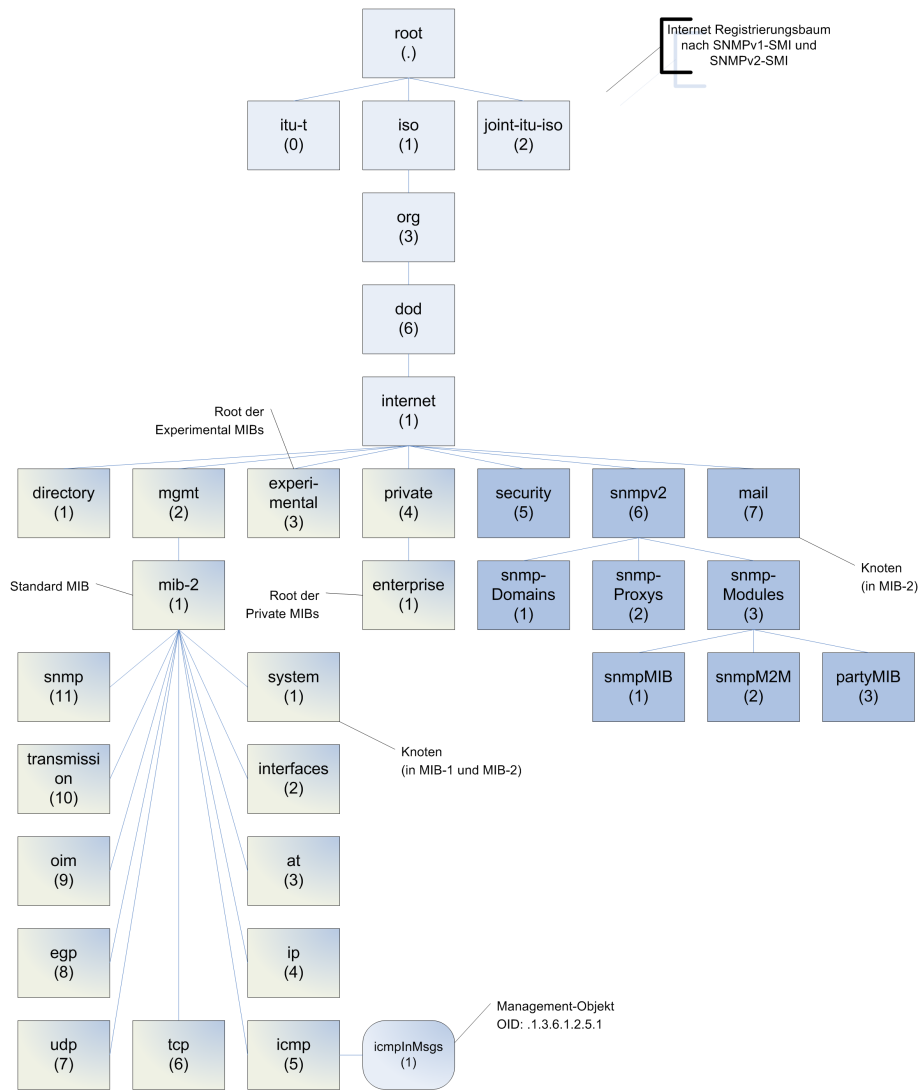 root
(.)
Internet Registrierungsbaum
nach SNMPv1-SMI und
SNMPv2-SMI
itu-t
(0)
iso
(1)
joint-itu-iso
(2)
org
(3)
dod
(6)
internet
(1)
Root der
Experimental MIBs
directory
(1)
mgmt
(2)
experi-
mental
(3)
private
(4)
security
(5)
snmpv2
(6)
mail
(7)
Standard MIB
mib-2
(1)
Root der
Private MIBs
enterprise
(1)
snmp-
Domains
(1)
snmp-
Proxys
(2)
snmp-
Modules
(3)
Knoten
(in MIB-2)
snmp
(11)
system
(1)
snmpMIB
(1)
snmpM2M
(2)
partyMIB
(3)
Knoten
(in MIB-1 und MIB-2)
transmissi
on
(10)
interfaces
(2)
oim
(9)
at
(3)
egp
(8)
ip
(4)
Management-Objekt
OID: .1.3.6.1.2.5.1
udp
(7)
tcp
(6)
icmp
(5)
icmpInMsgs
(1)